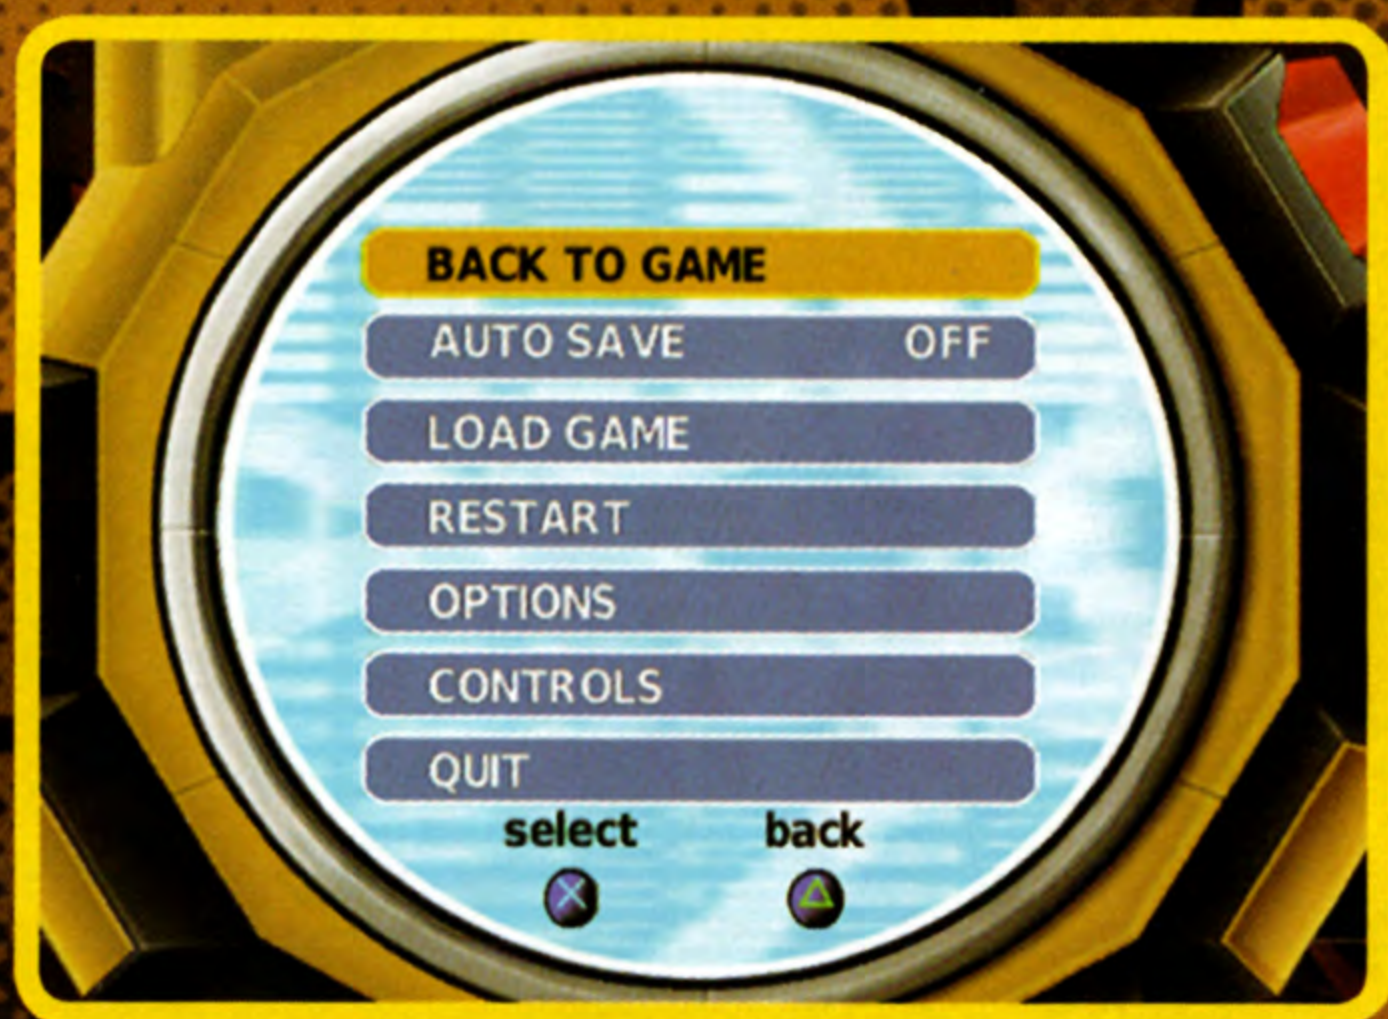 BACK TO GAME
AUTO SAVE OFF
LOAD GAME
RESTART
OPTIONS
CONTROLS
QUIT
select back